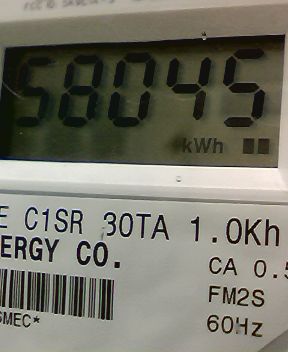 58045
kWh
E C1SR 30TA 1.0Kh
ERGY CO.
CA 0.5
FM2S
60Hz
SMEC*